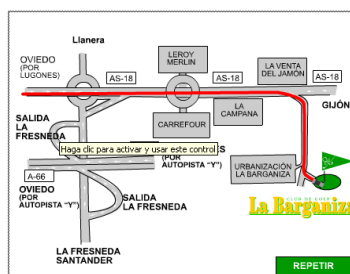 Llanera
OVIEDO
(POR
LUGONES)
AS-18
LEROY
MERLIN
AS-18
LA VENTA
DEL JAMÓN
AS-18
GIJÓN
LA
CAMPANA
CARREFOUR
SALIDA
LA
FRESNEDA
Haga clic para activar y usar este control
(POR
AUTOPISTA "Y")
A-66
OVIEDO
(POR
AUTOPISTA "Y")
SALIDA
LA FRESNEDA
URBANIZACIÓN
LA BARGANIZA
CLUB DE GOLF
La Barganiza
LA FRESNEDA
SANTANDER
REPETIR